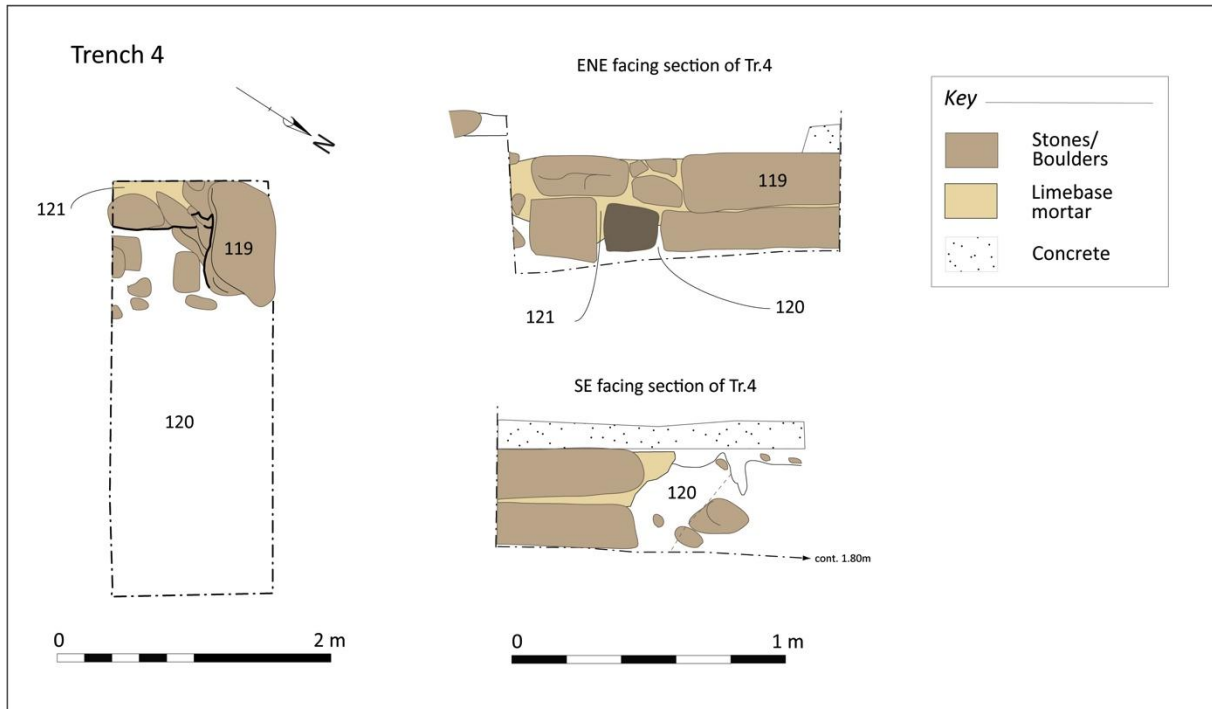 Trench 4
N
121
119
120
0 2 m
ENE facing section of Tr.4
119
121
120
SE facing section of Tr.4
120
cont. 1.80m
0 1 m
Key
Stones/
Boulders
Limebase
mortar
Concrete